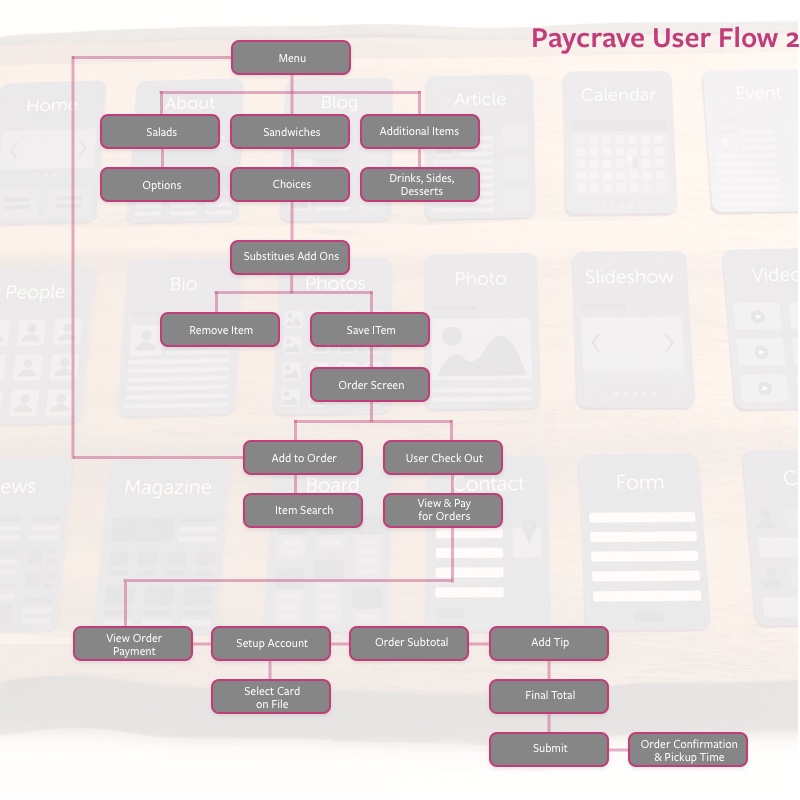 Paycrave User Flow 2
Menu
Home
About
Blog
Article
Calendar
Event
Salads
Sandwiches
Additional Items
Options
Choices
Drinks, Sides,
Desserts
Substitues Add Ons
People
Bio
Photos
Photo
Slideshow
Video
Remove Item
Save ITem
Order Screen
Add to Order
User Check Out
ews
Magazine
Board
Contact
Form
C
Item Search
View & Pay
for Orders
View Order
Payment
Setup Account
Order Subtotal
Add Tip
Select Card
on File
Final Total
Submit
Order Confirmation
& Pickup Time